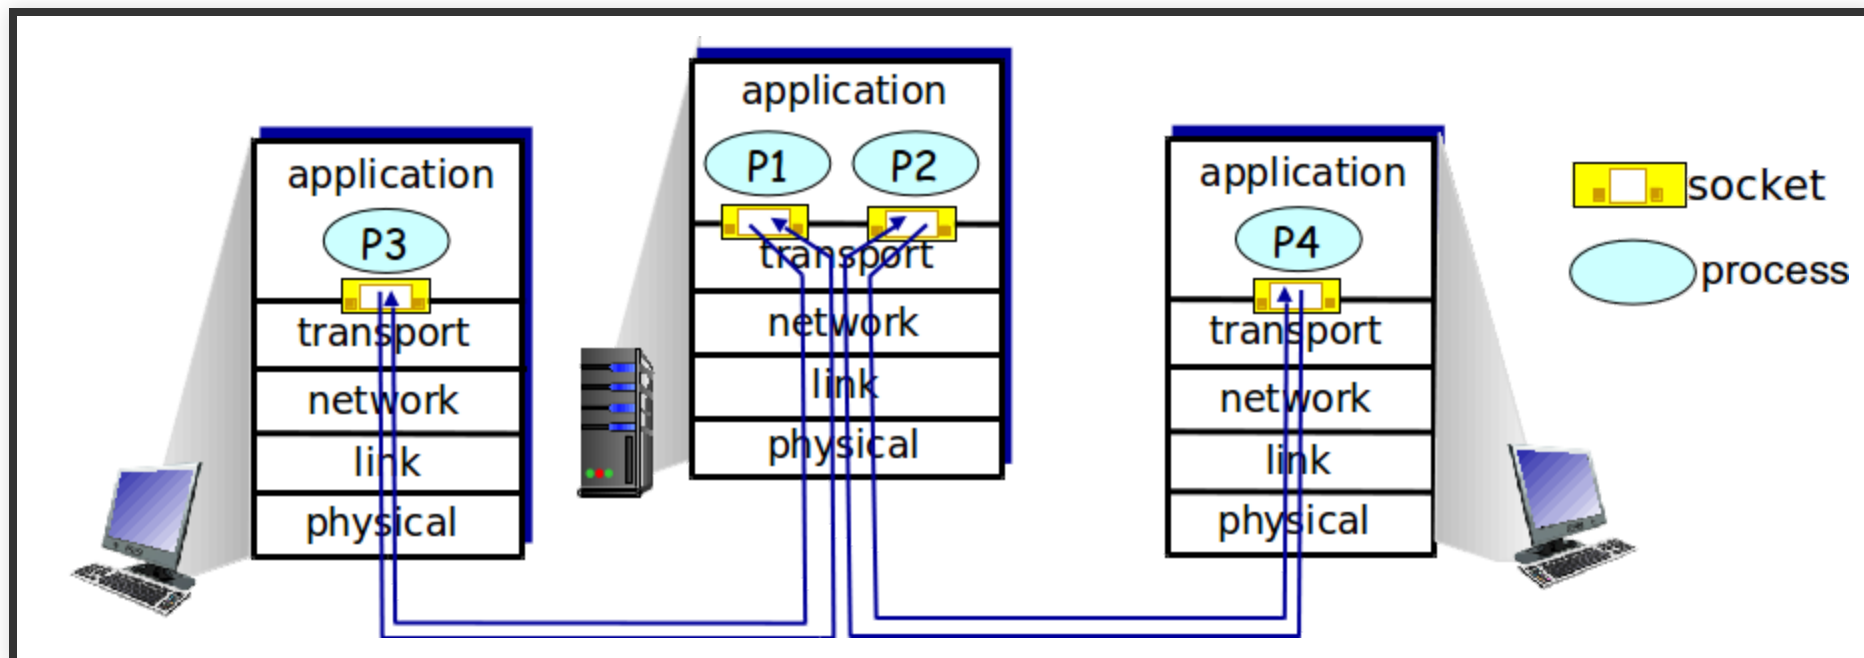 application
P3
transport
network
link
physical
application
P1 P2
transport
network
link
physical
application
P4
transport
network
link
physical
socket
process